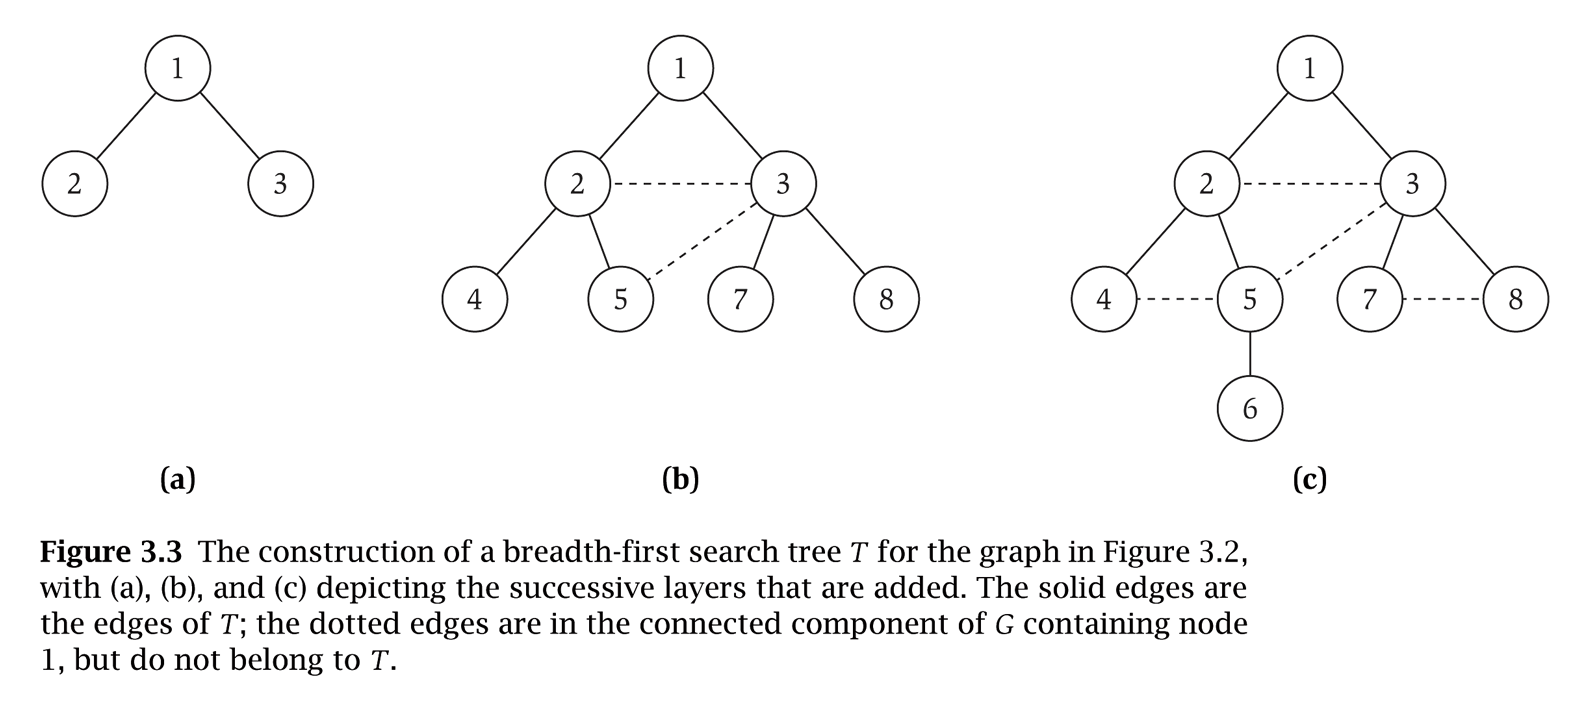 1
2 3
(a)
1
2 3
4 5 7 8
(b)
1
2 3
4 5 7 8
6
(c)
Figure 3.3 The construction of a breadth-first search tree T for the graph in Figure 3.2,
with (a), (b), and (c) depicting the successive layers that are added. The solid edges are
the edges of T; the dotted edges are in the connected component of G containing node
1, but do not belong to T.